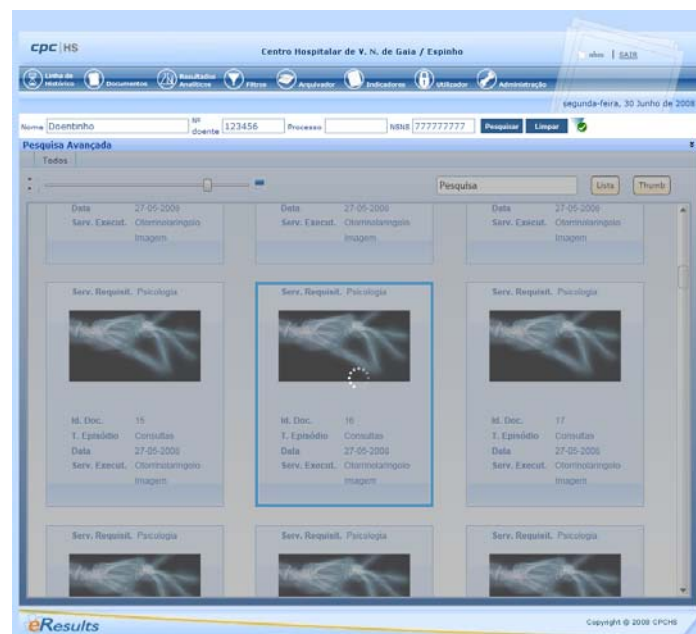 cpc HS
Centro Hospitalar de V. N. de Gaia / Espinho
SAIR
Linha de Histórico Documentos Resultados Analíticos Filtros Arquivador Indicadores Utilizador Administração
segunda-feira, 30 Junho de 2008
Nome Doentinho Nº doente 123456 Processo NSNS 777777777 Pesquisar Limpar
Pesquisa Avançada
Todos
Pesquisa Lista Thumb
Data 27-05-2008 Data 27-05-2008 Data 27-05-2008
Serv. Execut. Otorrinolaringolo Serv. Execut. Otorrinolaringolo Serv. Execut. Otorrinolaringolo
Imagem Imagem Imagem
Serv. Requisit. Psicologia Serv. Requisit. Psicologia Serv. Requisit. Psicologia
Id. Doc. 15 Id. Doc. 16 Id. Doc. 17
T. Episódio Consultas T. Episódio Consultas T. Episódio Consultas
Data 27-05-2008 Data 27-05-2008 Data 27-05-2008
Serv. Execut. Otorrinolaringolo Serv. Execut. Otorrinolaringolo Serv. Execut. Otorrinolaringolo
Imagem Imagem Imagem
Serv. Requisit. Psicologia Serv. Requisit. Psicologia Serv. Requisit. Psicologia
eResults
Copyright @ 2008 CPCHS